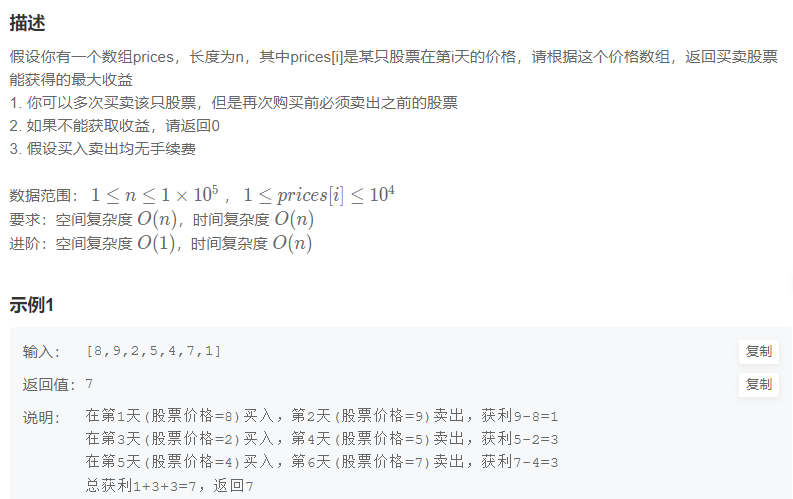 描述
假设你有一个数组prices，长度为n，其中prices[i]是某只股票在第i天的价格，请根据这个价格数组，返回买卖股票
能获得的最大收益
1. 你可以多次买卖该只股票，但是再次购买前必须卖出之前的股票
2. 如果不能获取收益，请返回0
3. 假设买入卖出均无手续费
数据范围： 1 ≤ n ≤ 1 × 10⁵ ， 1 ≤ prices[i] ≤ 10⁴
要求：空间复杂度 O(n)，时间复杂度 O(n)
进阶：空间复杂度 O(1)，时间复杂度 O(n)
示例1
输入： [8,9,2,5,4,7,1] 复制
返回值：7 复制
说明： 在第1天(股票价格=8)买入，第2天(股票价格=9)卖出，获利9-8=1
在第3天(股票价格=2)买入，第4天(股票价格=5)卖出，获利5-2=3
在第5天(股票价格=4)买入，第6天(股票价格=7)卖出，获利7-4=3
总获利1+3+3=7，返回7